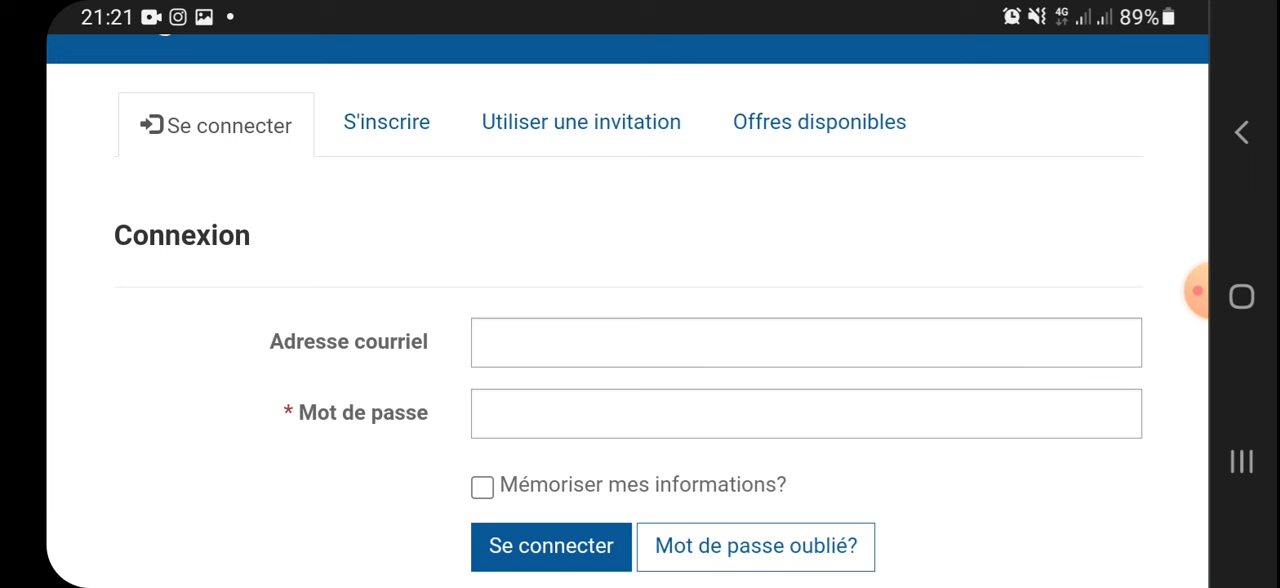 21:21 4G 89%
Se connecter S'inscrire Utiliser une invitation Offres disponibles
Connexion
Adresse courriel
* Mot de passe
Mémoriser mes informations?
Se connecter Mot de passe oublié?